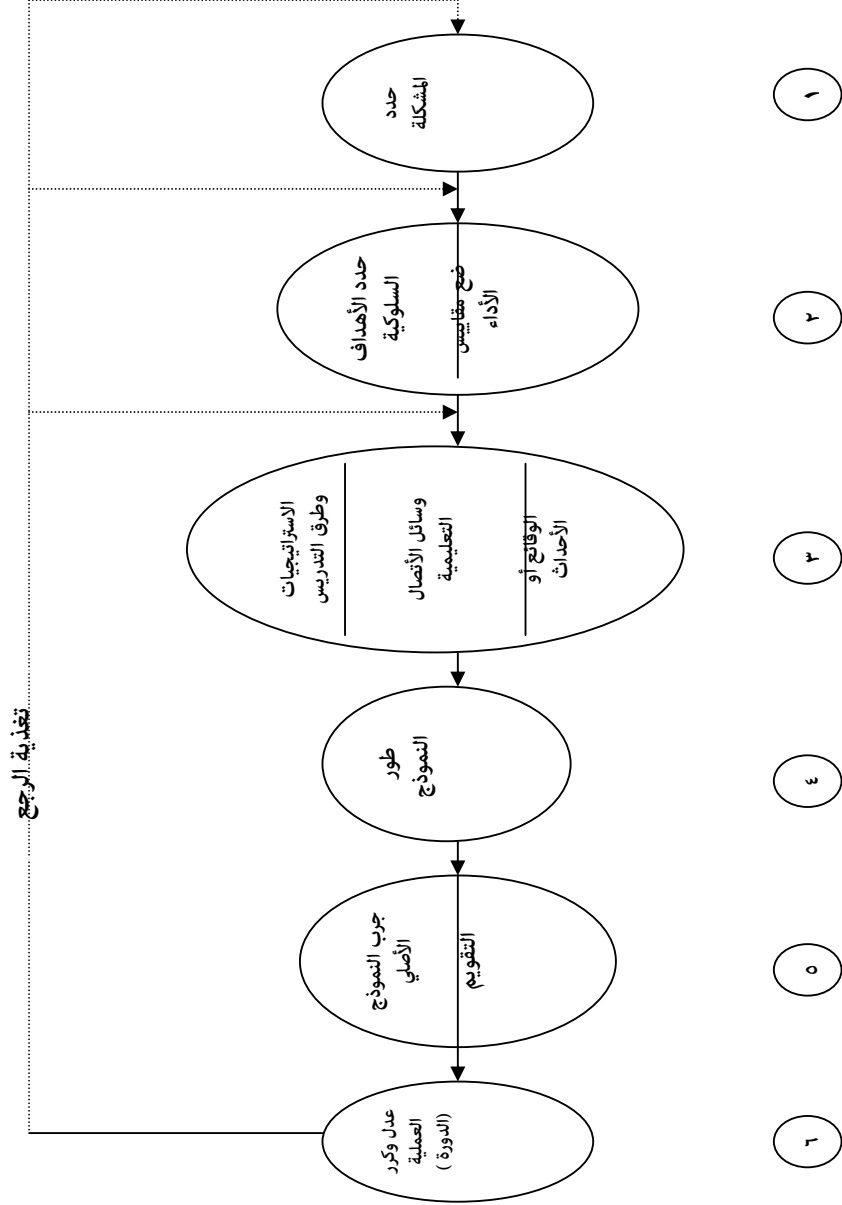 ١
حدد
المشكلة
٢
حدد الأهداف
السلوكية
ضع مقاييس
الأداء
٣
الاستراتيجيات
وطرق التدريس
وسائل الأتصال
التعليمية
الوقائع أو
الأحداث
٤
طور
النموذج
٥
جرب النموذج
الأصلي
التقويم
٦
عدل وكرر
العملية
(الدورة )
تغذية الرجع